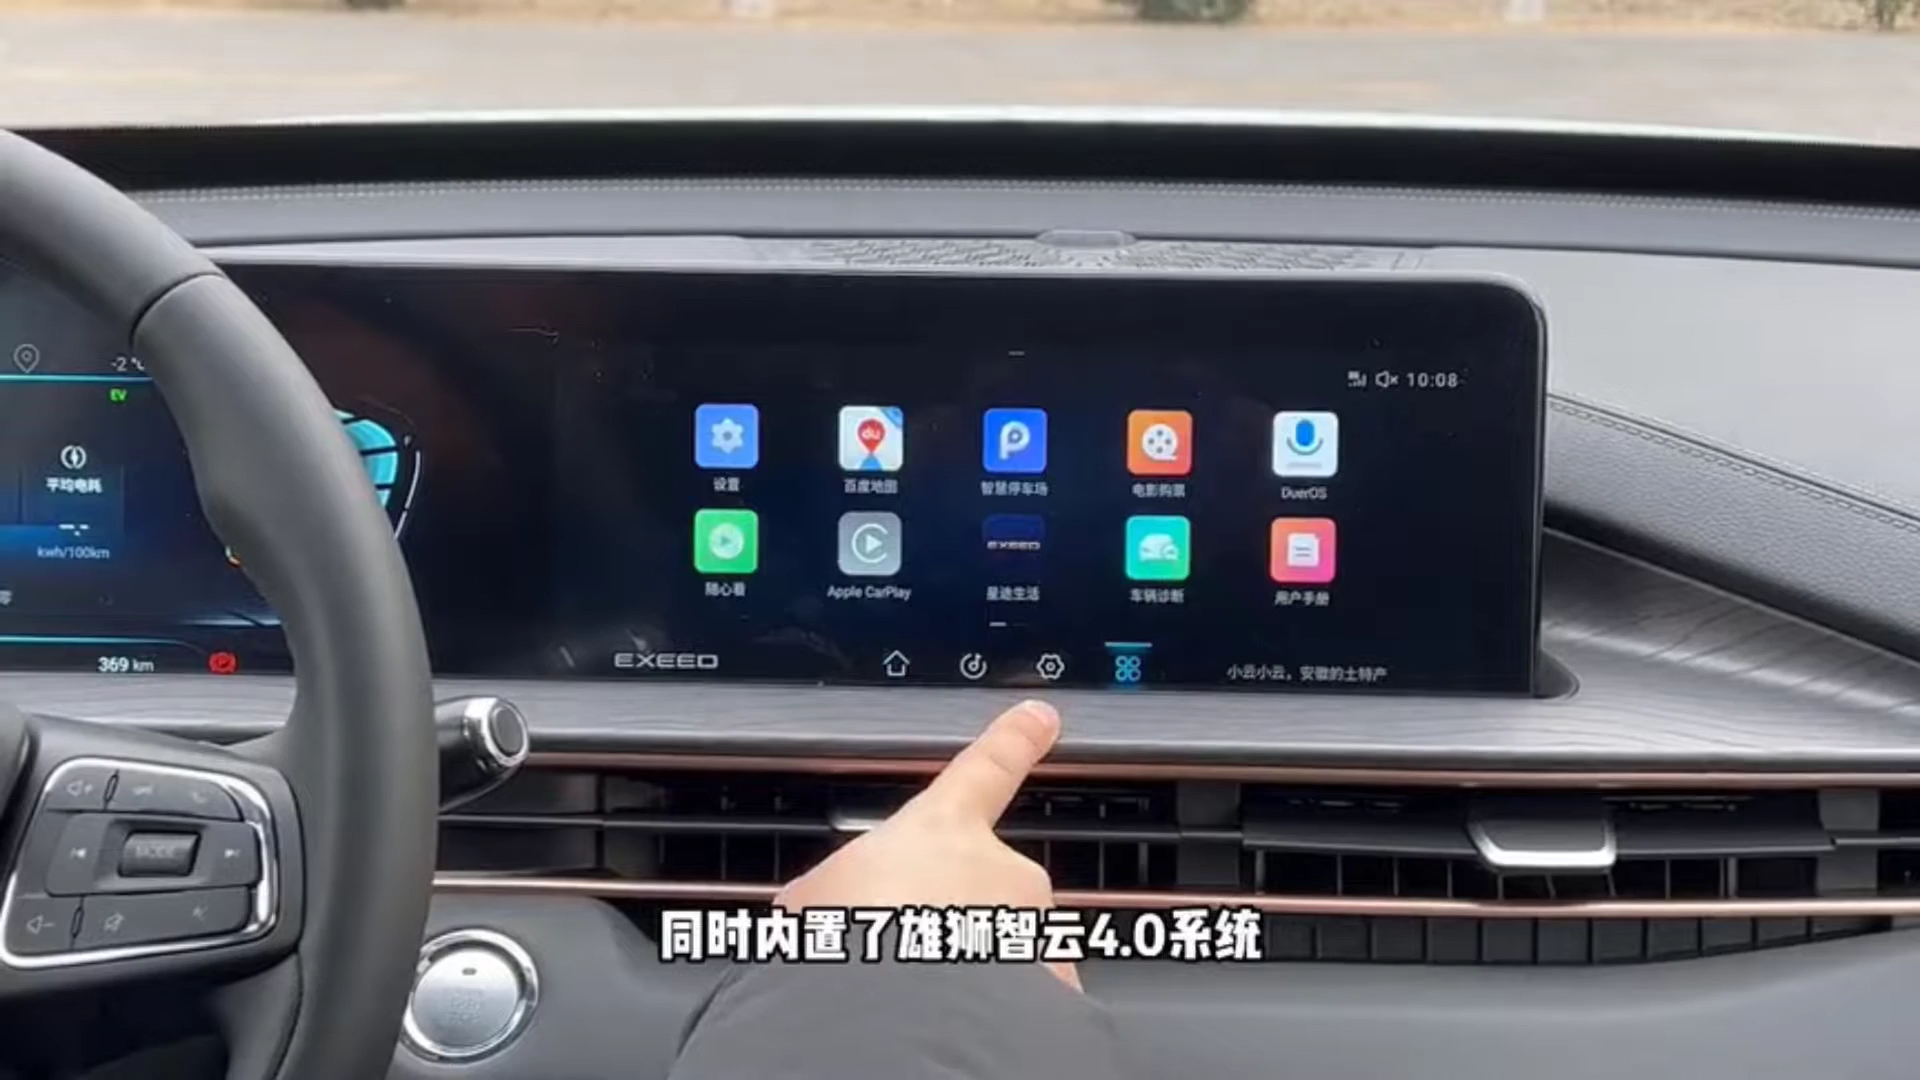 -2 °C
EV
10:08
平均电耗
-.-
kwh/100km
369 km
设置
百度地图
智慧停车场
电影购票
DuerOS
随心看
Apple CarPlay
EXEED
星途生活
车辆诊断
用户手册
EXEED
小云小云，安徽的土特产
MODE
同时内置了雄狮智云4.0系统